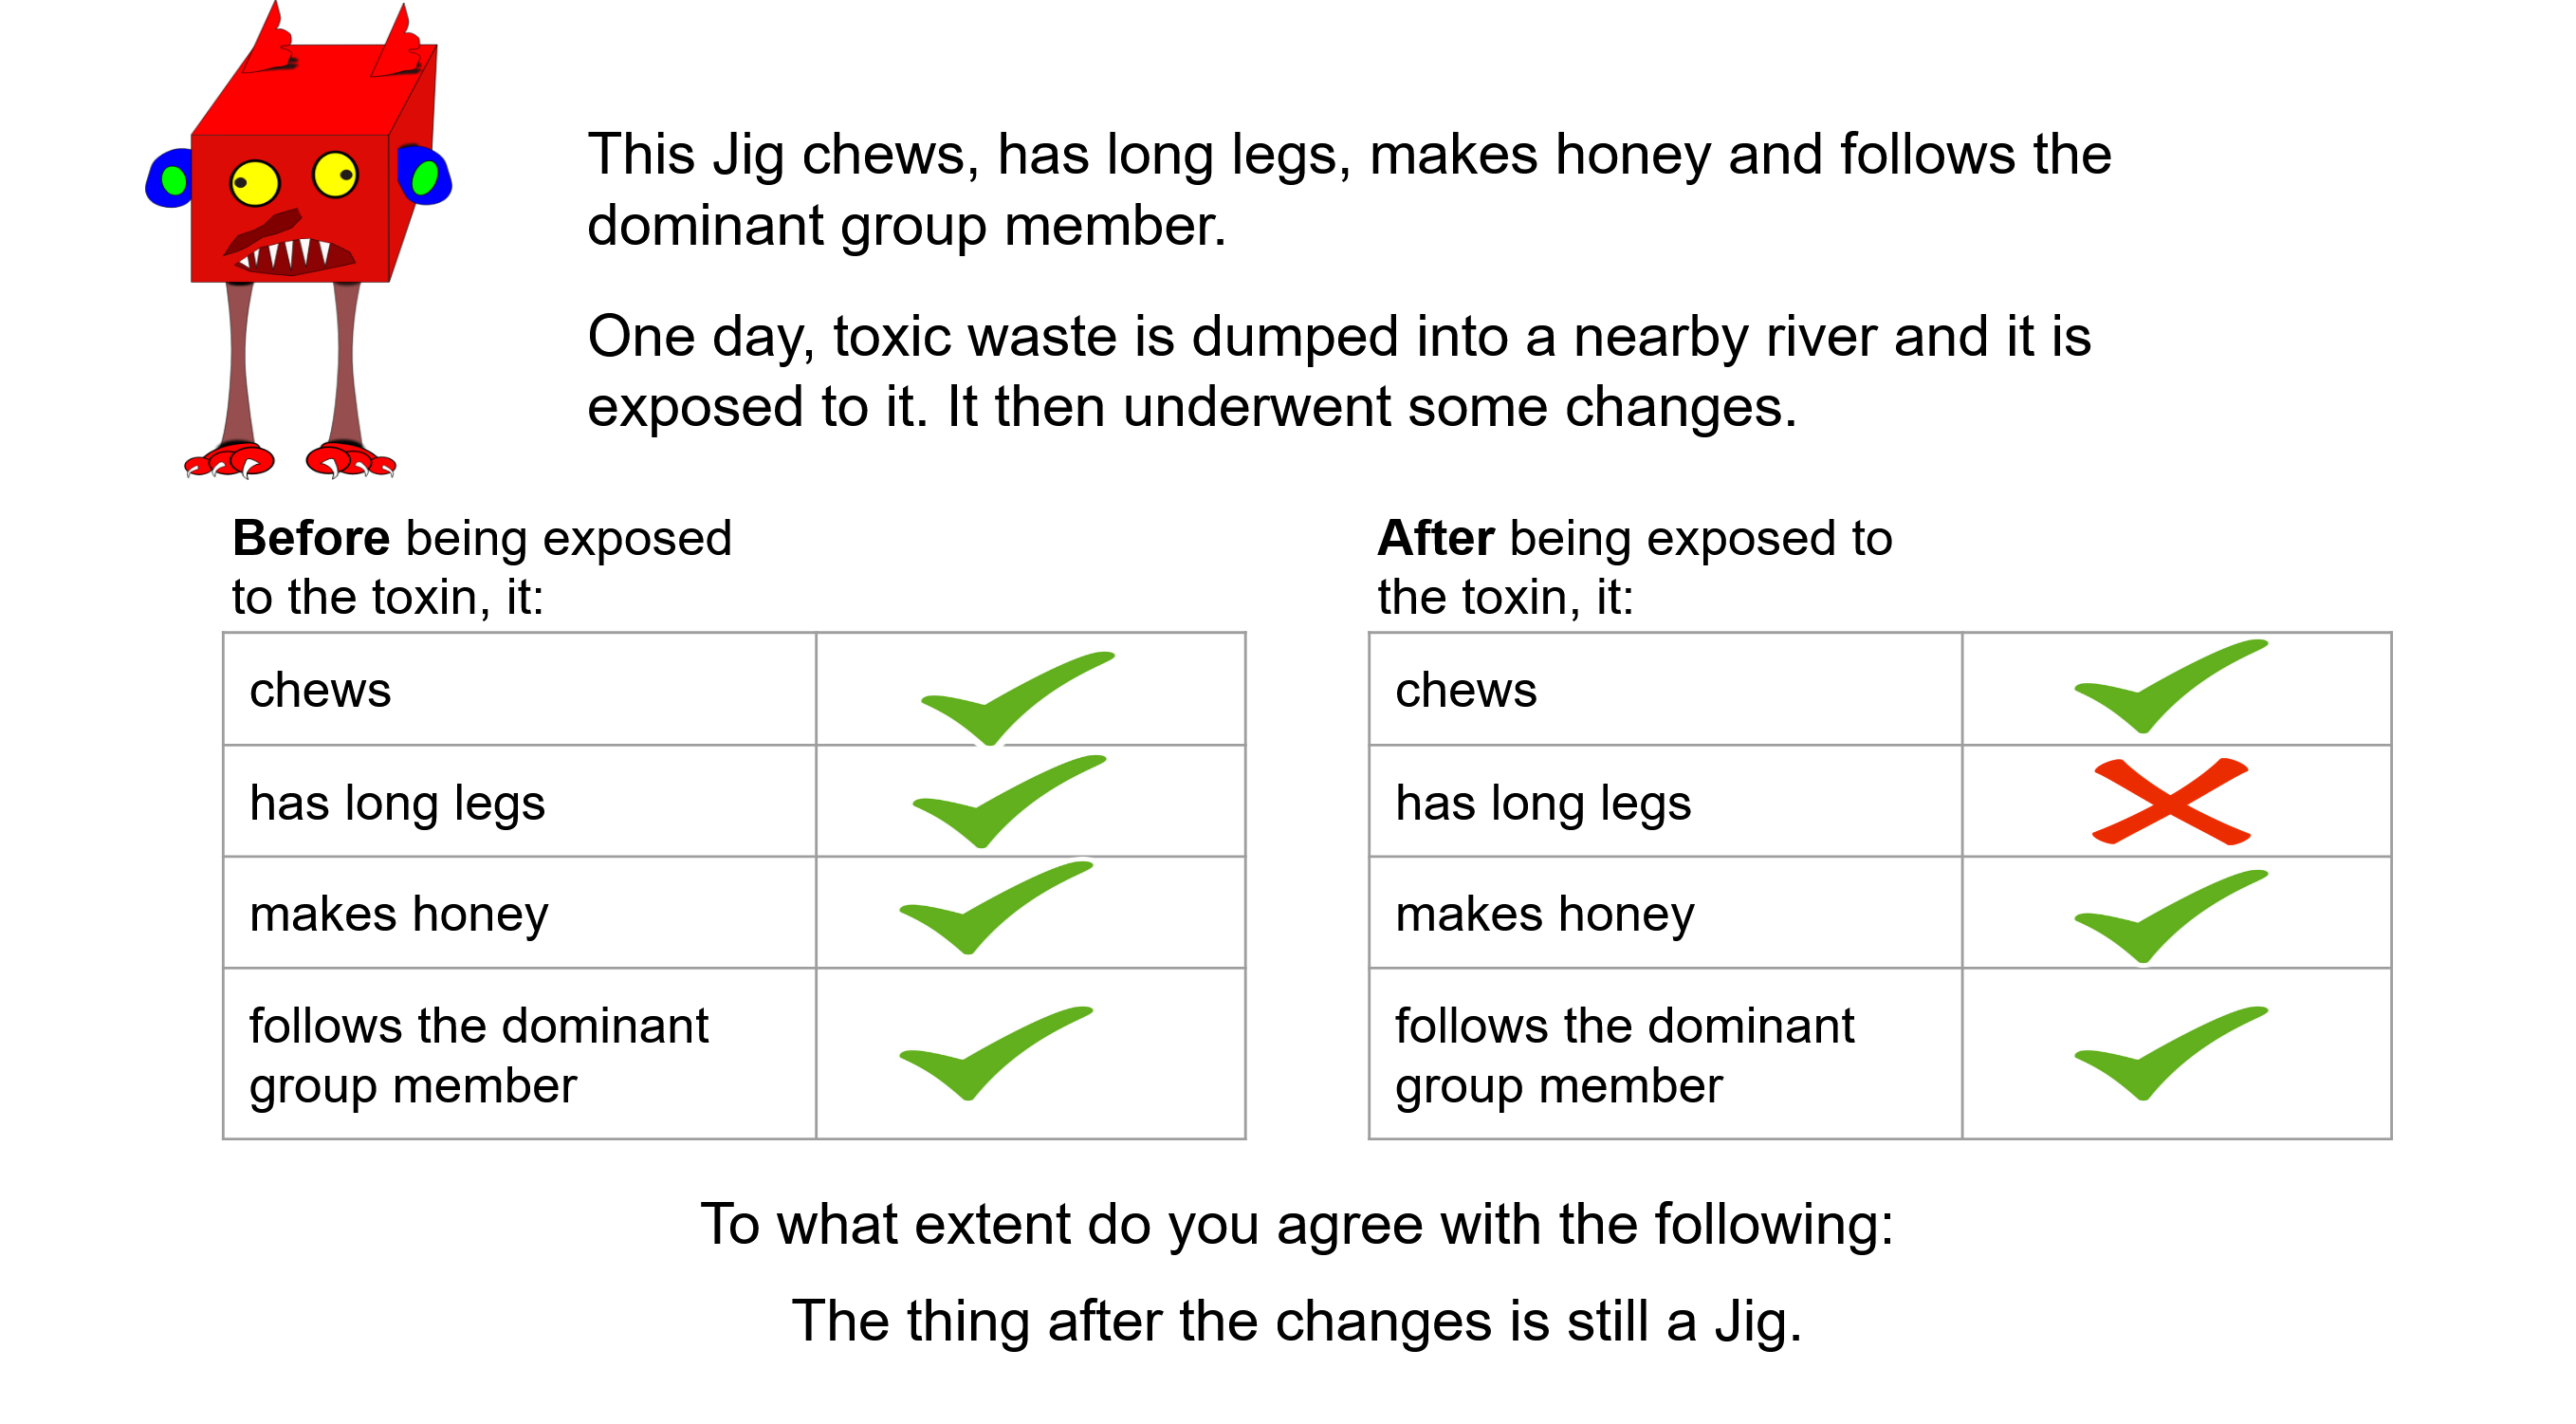 This Jig chews, has long legs, makes honey and follows the
dominant group member.
One day, toxic waste is dumped into a nearby river and it is
exposed to it. It then underwent some changes.
Before being exposed
to the toxin, it:
chews
has long legs
makes honey
follows the dominant
group member
After being exposed to
the toxin, it:
chews
has long legs
makes honey
follows the dominant
group member
To what extent do you agree with the following:
The thing after the changes is still a Jig.